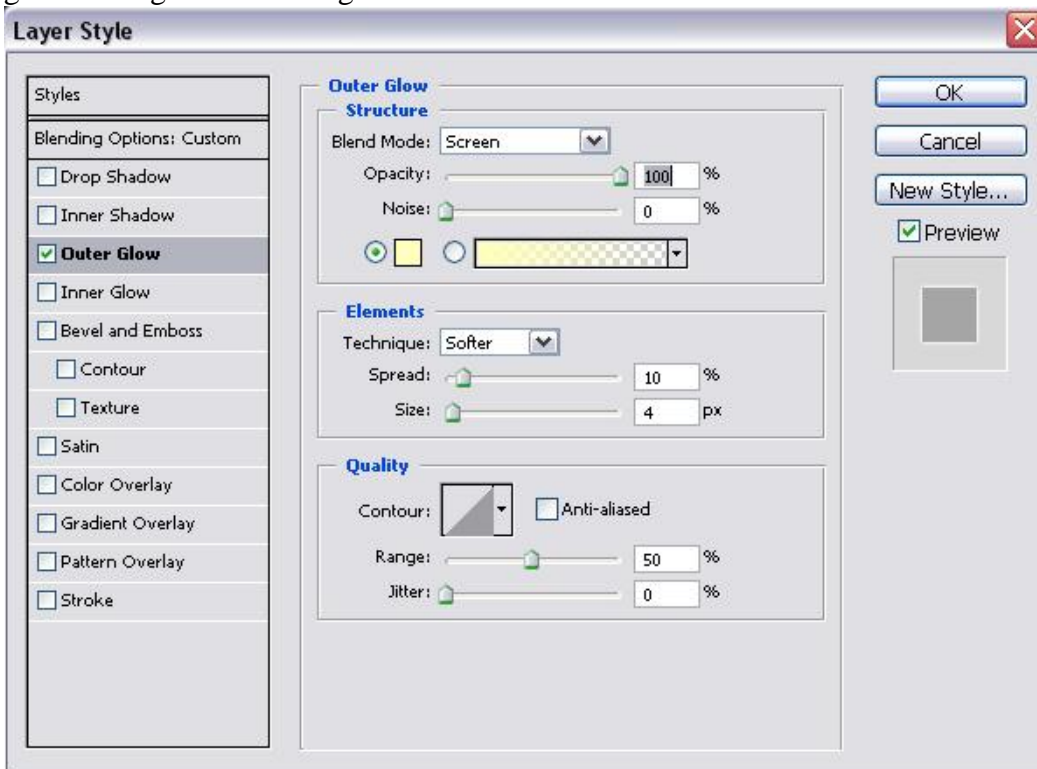 Layer Style
Styles
Blending Options: Custom
Drop Shadow
Inner Shadow
Outer Glow
Inner Glow
Bevel and Emboss
Contour
Texture
Satin
Color Overlay
Gradient Overlay
Pattern Overlay
Stroke
Outer Glow
Structure
Blend Mode: Screen
Opacity: 100 %
Noise: 0 %
Elements
Technique: Softer
Spread: 10 %
Size: 4 px
Quality
Contour: Anti-aliased
Range: 50 %
Jitter: 0 %
OK
Cancel
New Style...
Preview